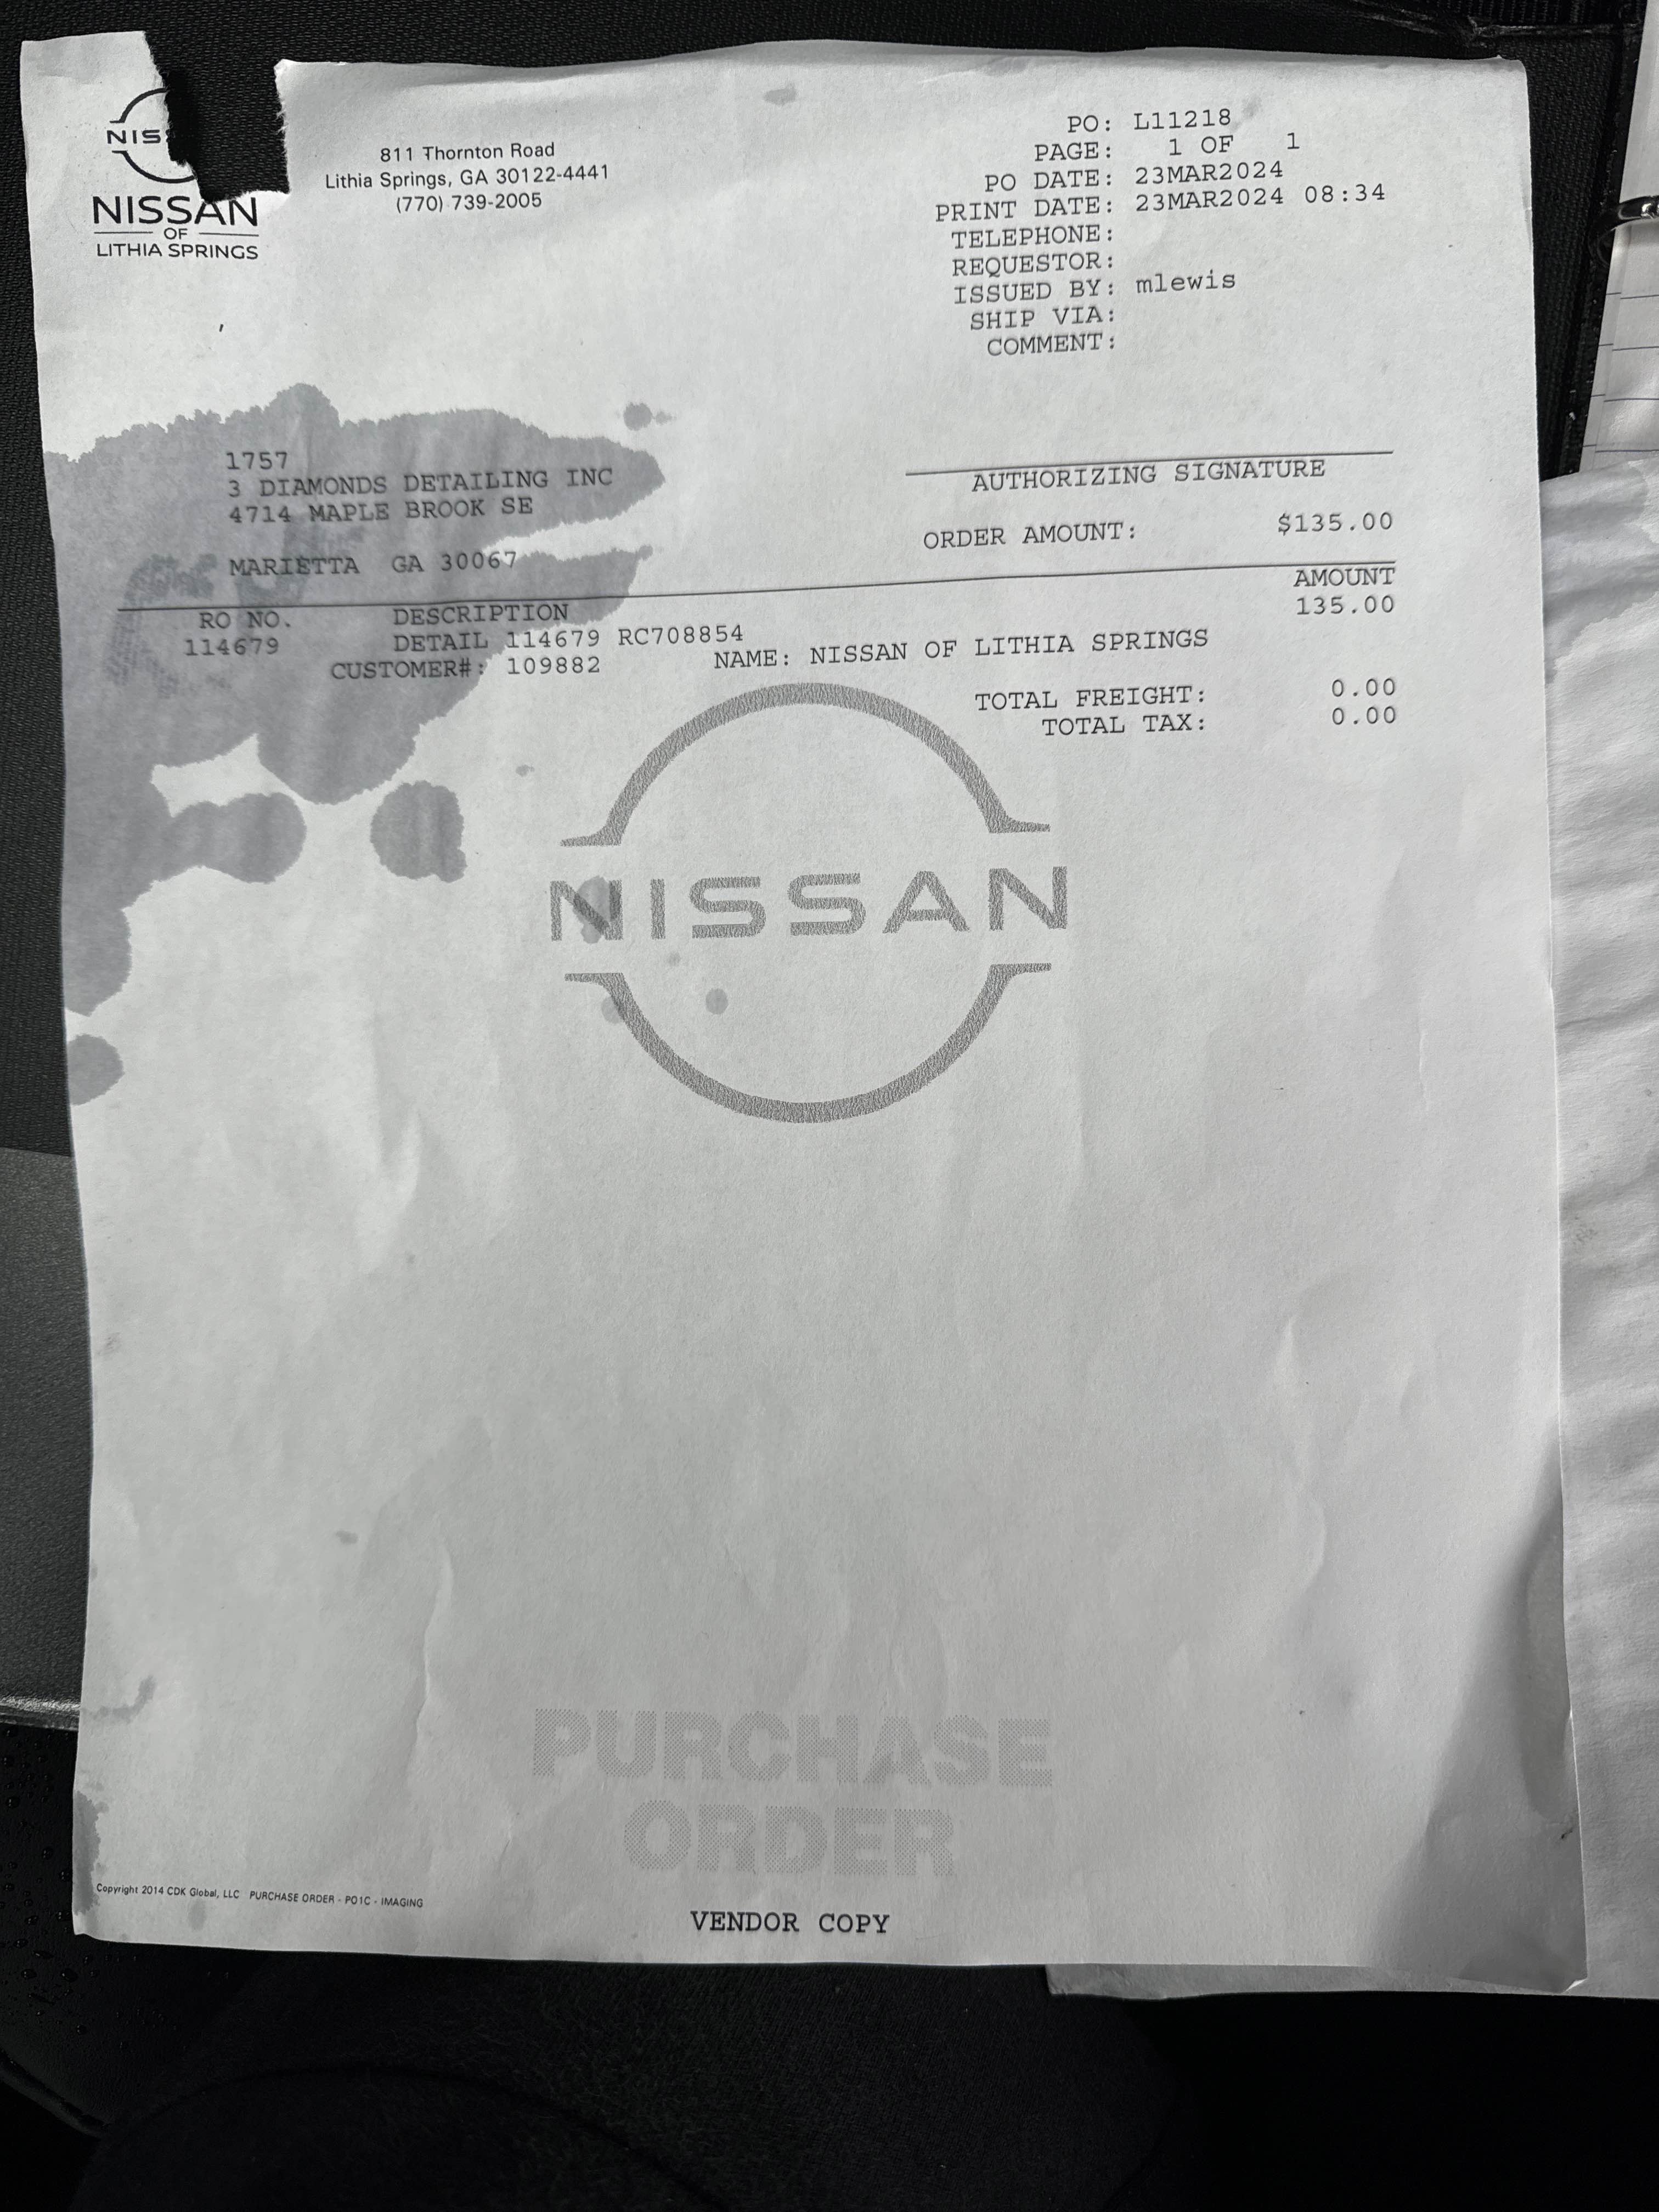 NISSAN
OF
LITHIA SPRINGS
811 Thornton Road
Lithia Springs, GA 30122-4441
(770) 739-2005
PO: L11218
PAGE: 1 OF 1
PO DATE: 23MAR2024
PRINT DATE: 23MAR2024 08:34
TELEPHONE:
REQUESTOR:
ISSUED BY: mlewis
SHIP VIA:
COMMENT:
1757
3 DIAMONDS DETAILING INC
4714 MAPLE BROOK SE
MARIETTA GA 30067
AUTHORIZING SIGNATURE
ORDER AMOUNT: $135.00
RO NO. DESCRIPTION AMOUNT
114679 DETAIL 114679 RC708854 135.00
CUSTOMER#: 109882 NAME: NISSAN OF LITHIA SPRINGS
TOTAL FREIGHT: 0.00
TOTAL TAX: 0.00
NISSAN
PURCHASE
ORDER
Copyright 2014 CDK Global, LLC PURCHASE ORDER - PO1C - IMAGING
VENDOR COPY